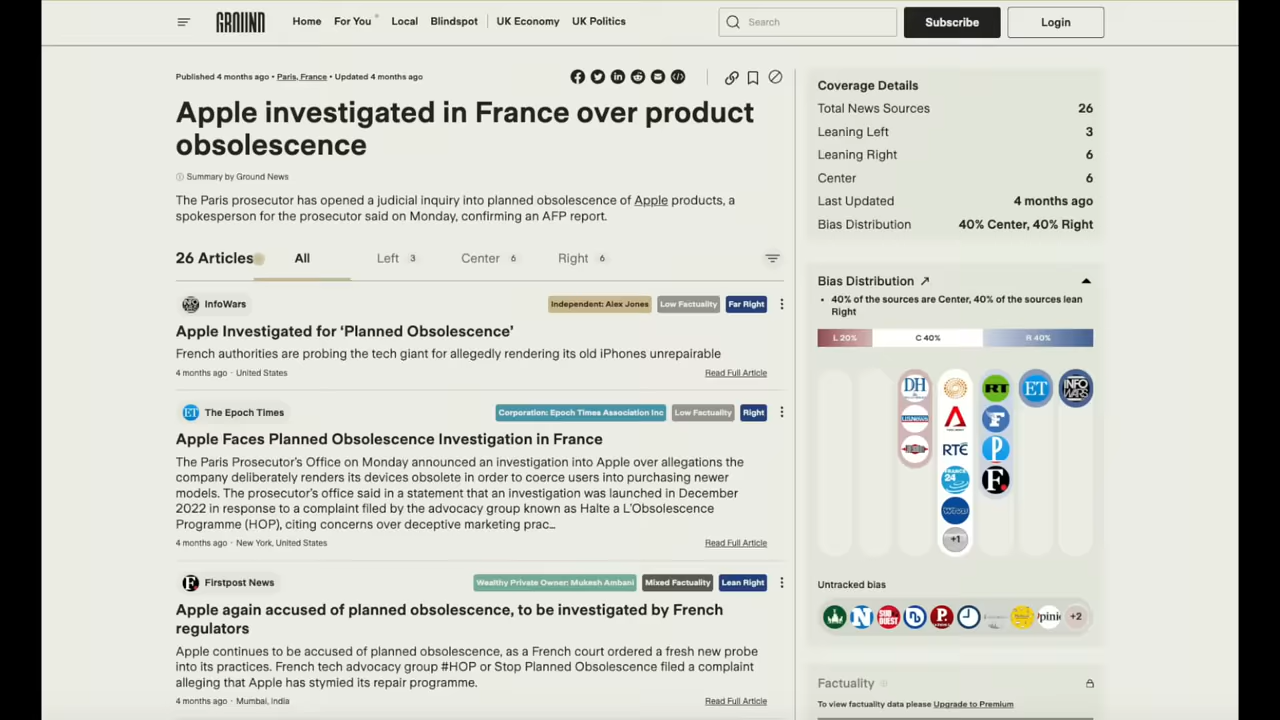 GROUND
Home
For You
Local
Blindspot
UK Economy
UK Politics
Search
Subscribe
Login
Published 4 months ago • Paris, France • Updated 4 months ago
Apple investigated in France over product
obsolescence
Summary by Ground News
The Paris prosecutor has opened a judicial inquiry into planned obsolescence of Apple products, a
spokesperson for the prosecutor said on Monday, confirming an AFP report.
26 Articles
All
Left 3
Center 6
Right 6
InfoWars
Independent: Alex Jones
Low Factuality
Far Right
Apple Investigated for ‘Planned Obsolescence’
French authorities are probing the tech giant for allegedly rendering its old iPhones unrepairable
4 months ago · United States
Read Full Article
ET
The Epoch Times
Corporation: Epoch Times Association Inc
Low Factuality
Right
Apple Faces Planned Obsolescence Investigation in France
The Paris Prosecutor’s Office on Monday announced an investigation into Apple over allegations the
company deliberately renders its devices obsolete in order to coerce users into purchasing newer
models. The prosecutor’s office said in a statement that an investigation was launched in December
2022 in response to a complaint filed by the advocacy group known as Halte a L’Obsolescence
Programme (HOP), citing concerns over deceptive marketing prac…
4 months ago · New York, United States
Read Full Article
F.
Firstpost News
Wealthy Private Owner: Mukesh Ambani
Mixed Factuality
Lean Right
Apple again accused of planned obsolescence, to be investigated by French
regulators
Apple continues to be accused of planned obsolescence, as a French court ordered a fresh new probe
into its practices. French tech advocacy group #HOP or Stop Planned Obsolescence filed a complaint
alleging that Apple has stymied its repair programme.
4 months ago · Mumbai, India
Read Full Article
Coverage Details
Total News Sources 26
Leaning Left 3
Leaning Right 6
Center 6
Last Updated 4 months ago
Bias Distribution 40% Center, 40% Right
Bias Distribution
• 40% of the sources are Center, 40% of the sources lean
Right
L 20%
C 40%
R 40%
DH
RT
ET
INFO WARS
F
RTÉ
P
FRANCE 24
F.
+1
Untracked bias
N
P.
+2
Factuality
To view factuality data please Upgrade to Premium